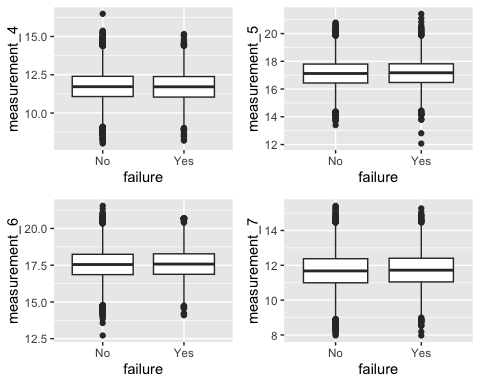 measurement_4
15.0
12.5
10.0
No
Yes
failure
measurement_5
20
18
16
14
12
No
Yes
failure
measurement_6
20.0
17.5
15.0
12.5
No
Yes
failure
measurement_7
14
12
10
8
No
Yes
failure